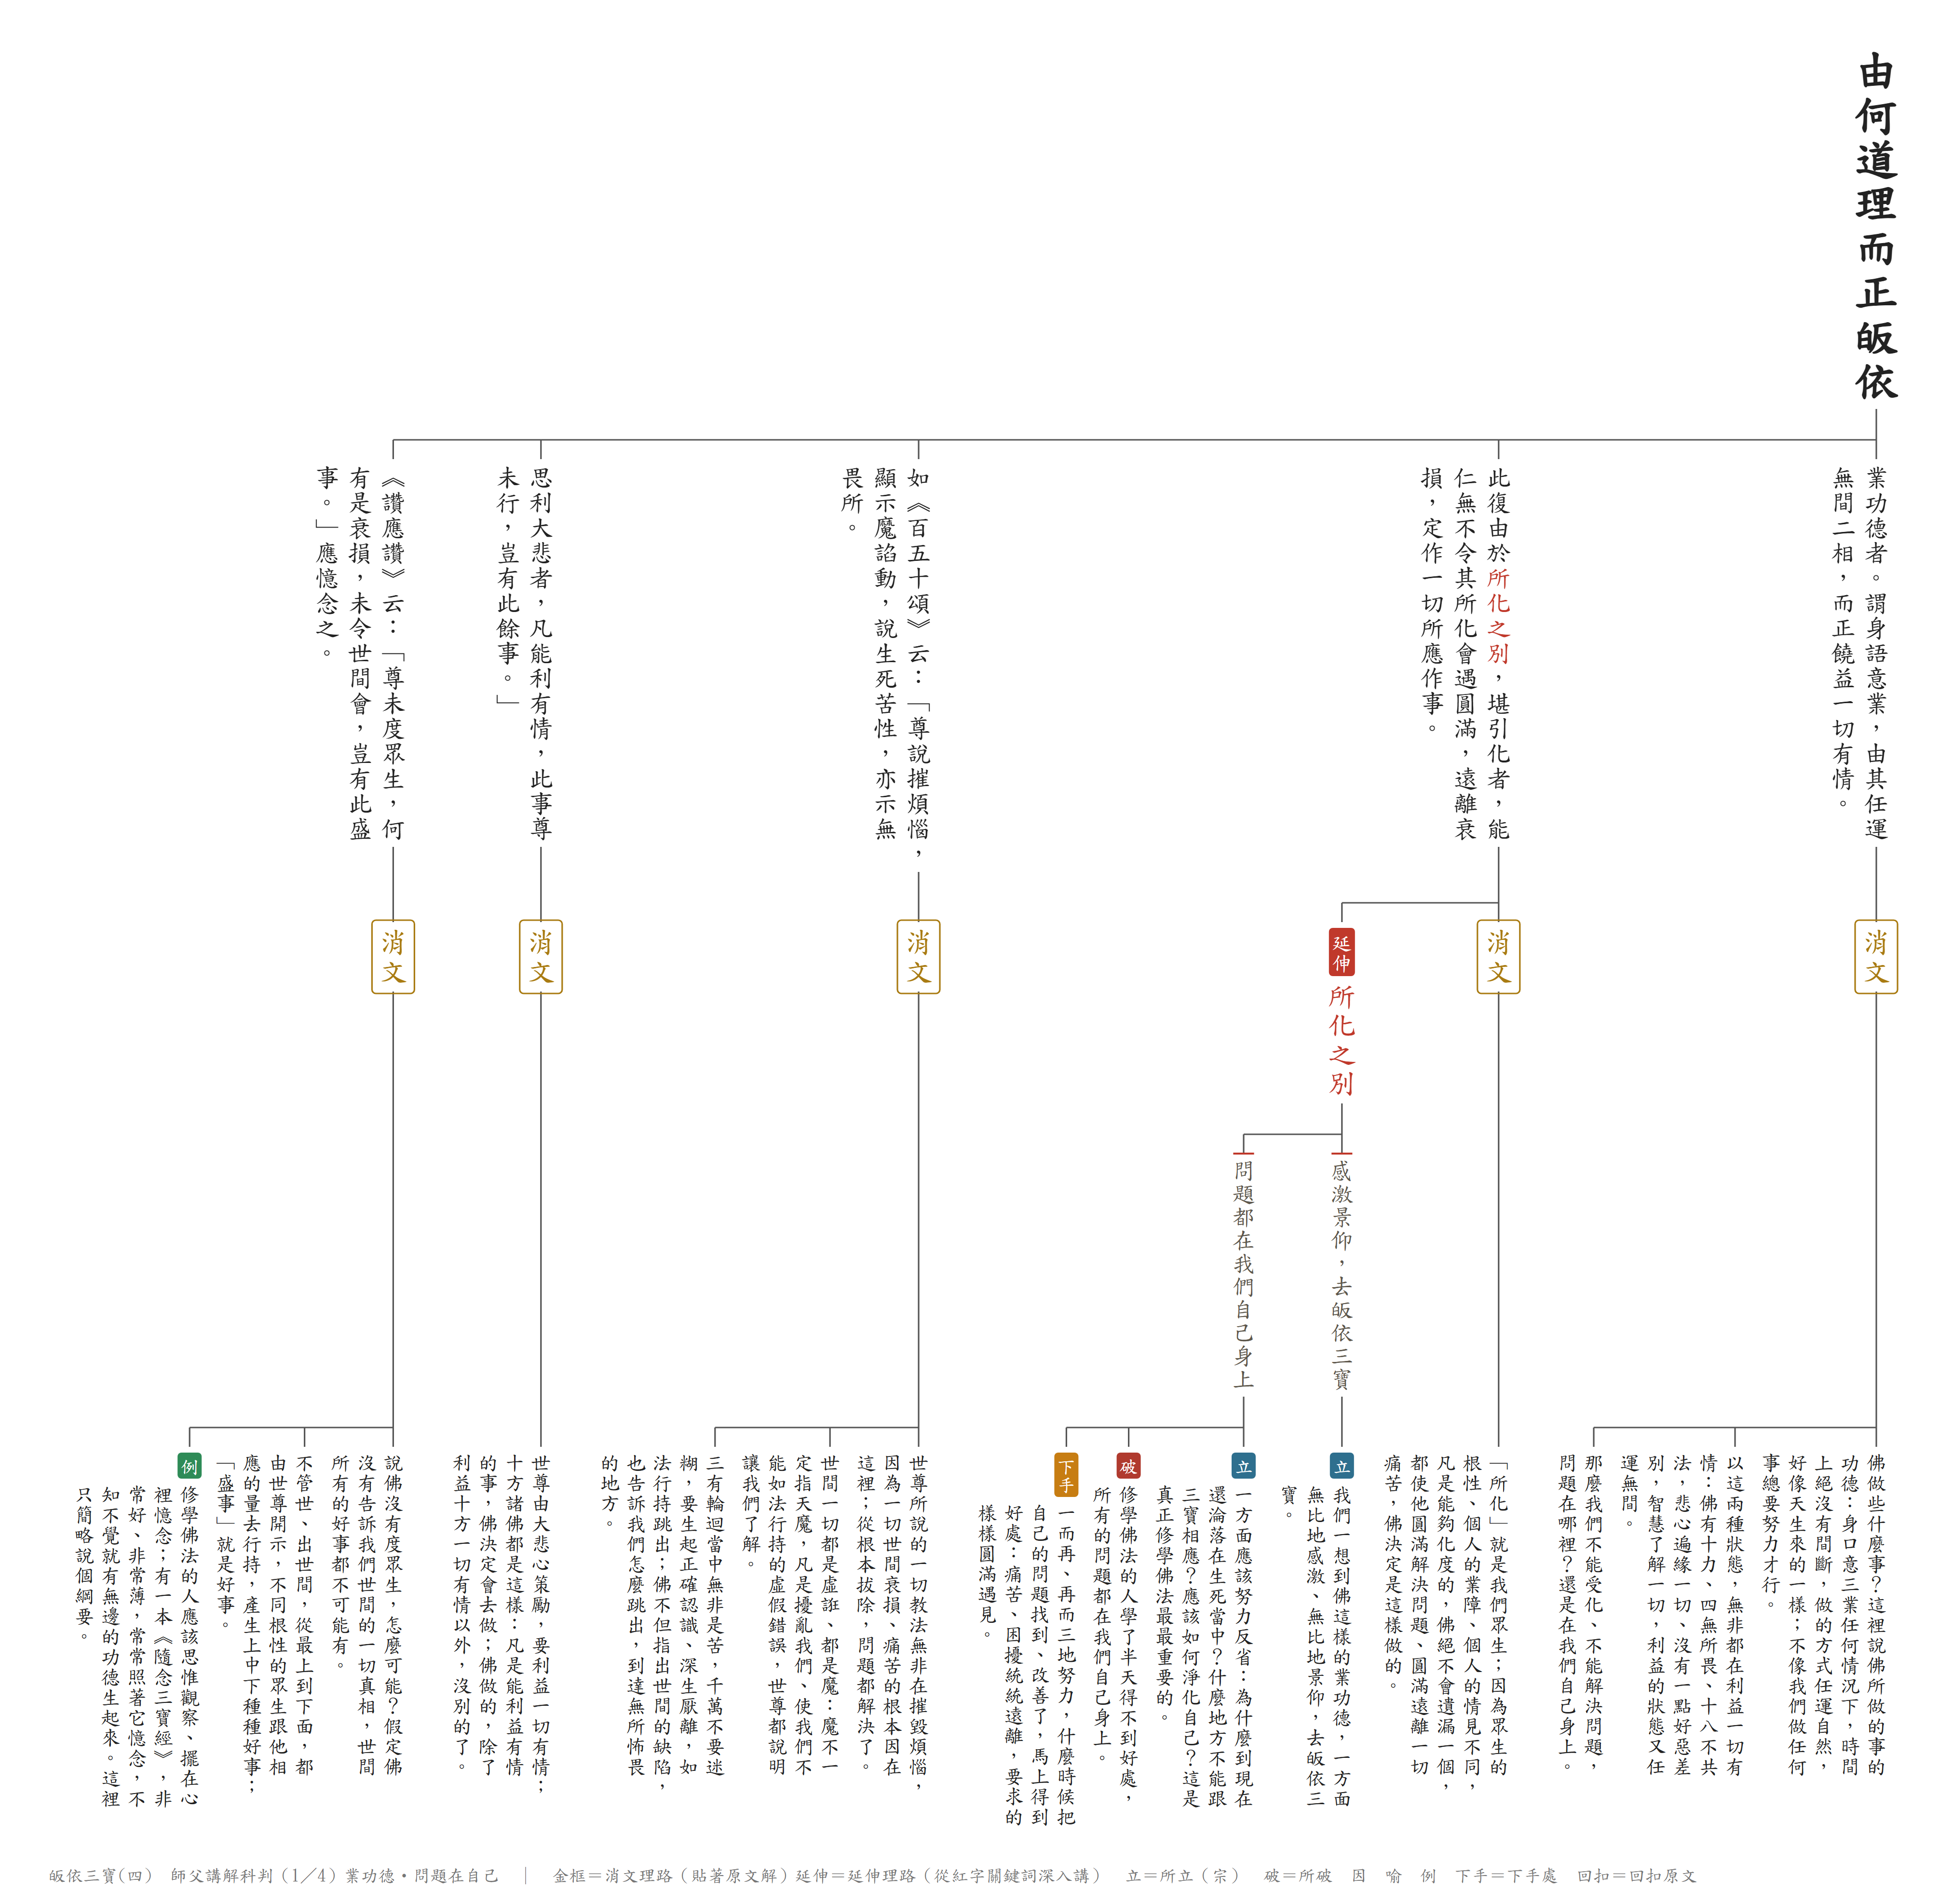 由何道理而正皈依
業功德者。謂身語意業，由其任運
無間二相，而正饒益一切有情。
消文
佛做些什麼事？這裡說佛所做的事的
功德：身口意三業任何情況下，時間
上絕沒有間斷，做的方式任運自然，
好像天生來的一樣；不像我們做任何
事總要努力才行。
以這兩種狀態，無非都在利益一切有
情：佛有十力、四無所畏、十八不共
法，悲心遍緣一切、沒有一點好惡差
別，智慧了解一切，利益的狀態又任
運無間。
那麼我們不能受化、不能解決問題，
問題在哪裡？還是在我們自己身上。
此復由於所化之別，堪引化者，能
仁無不令其所化會遇圓滿，遠離衰
損，定作一切所應作事。
消文
「所化」就是我們眾生；因為眾生的
根性、個人的業障、個人的情見不同，
凡是能夠化度的，佛絕不會遺漏一個，
都使他圓滿解決問題、圓滿遠離一切
痛苦，佛決定是這樣做的。
延伸
所化之別
感激景仰，去皈依三寶
立
我們一想到佛這樣的業功德，一方面
無比地感激、無比地景仰，去皈依三
寶。
問題都在我們自己身上
立
一方面應該努力反省：為什麼到現在
還淪落在生死當中？什麼地方不能跟
三寶相應？應該如何淨化自己？這是
真正修學佛法最最重要的。
破
修學佛法的人學了半天得不到好處，
所有的問題都在我們自己身上。
下手
一而再、再而三地努力，什麼時候把
自己的問題找到、改善了，馬上得到
好處：痛苦、困擾統統遠離，要求的
樣樣圓滿遇見。
如《百五十頌》云：「尊說摧煩惱，
顯示魔諂動，說生死苦性，亦示無
畏所。
消文
世尊所說的一切教法無非在摧毀煩惱，
因為一切世間衰損、痛苦的根本因在
這裡；從根本拔除，問題都解決了。
世間一切都是虛誑、都是魔：魔不一
定指天魔，凡是擾亂我們、使我們不
能如法行持的虛假錯誤，世尊都說明
讓我們了解。
三有輪迴當中無非是苦，千萬不要迷
糊，要生起正確認識、深生厭離，如
法行持跳出；佛不但指出世間的缺陷，
也告訴我們怎麼跳出，到達無所怖畏
的地方。
思利大悲者，凡能利有情，此事尊
未行，豈有此餘事。」
消文
世尊由大悲心策勵，要利益一切有情；
十方諸佛都是這樣：凡是能利益有情
的事，佛決定會去做；佛做的，除了
利益十方一切有情以外，沒別的了。
《讚應讚》云：「尊未度眾生，何
有是衰損，未令世間會，豈有此盛
事。」應憶念之。
消文
說佛沒有度眾生，怎麼可能？假定佛
沒有告訴我們世間的一切真相，世間
所有的好事都不可能有。
不管世、出世間，從最上到下面，都
由世尊開示，不同根性的眾生跟他相
應的量去行持，產生上中下種種好事；
「盛事」就是好事。
例
修學佛法的人應該思惟觀察、擺在心
裡憶念；有一本《隨念三寶經》，非
常好、非常薄，常常照著它憶念，不
知不覺就有無邊的功德生起來。這裡
只簡略說個綱要。
皈依三寶(四)　師父講解科判（1／4）業功德・問題在自己　｜　金框＝消文理路（貼著原文解）延伸＝延伸理路（從紅字關鍵詞深入講）　立＝所立（宗）　破＝所破　因　喻　例　下手＝下手處　回扣＝回扣原文